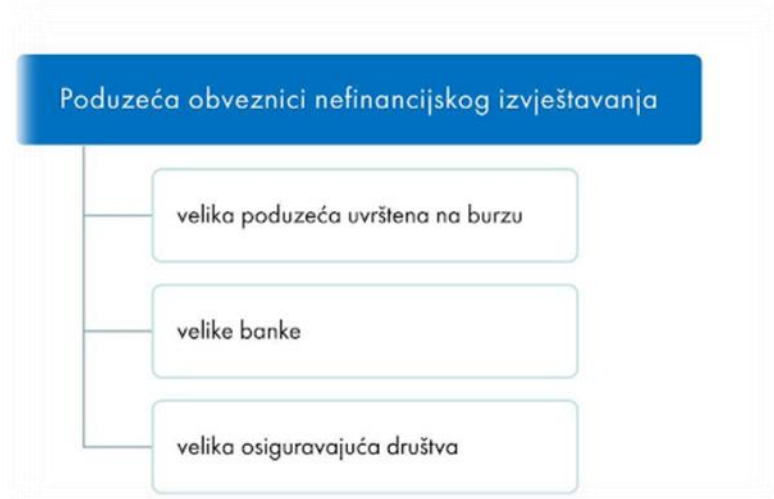 Poduzeća obveznici nefinancijskog izvještavanja
velika poduzeća uvrštena na burzu
velike banke
velika osiguravajuća društva